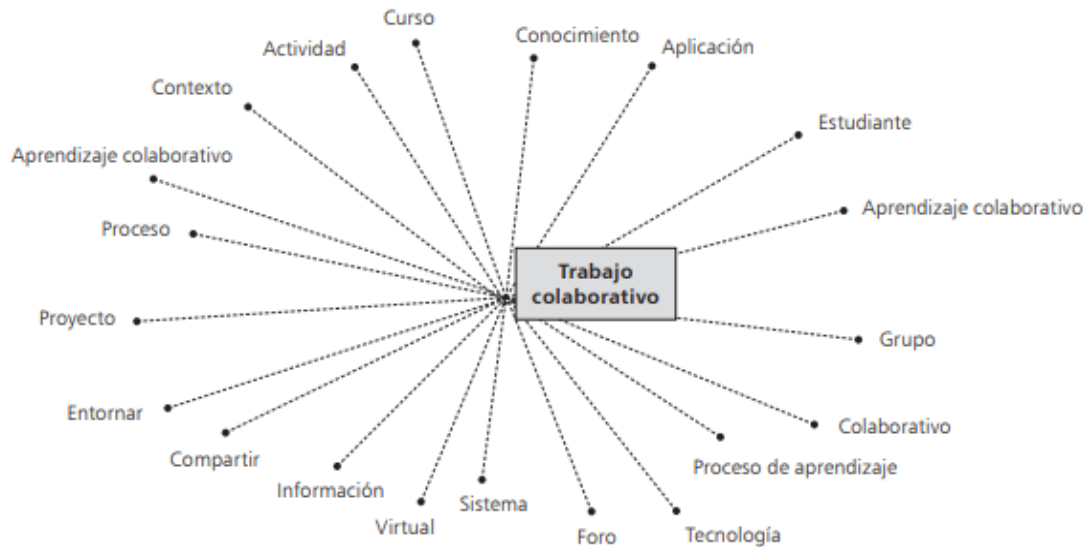 Curso
Conocimiento
Actividad
Aplicación
Contexto
Estudiante
Aprendizaje colaborativo
Aprendizaje colaborativo
Proceso
Trabajo
colaborativo
Proyecto
Grupo
Entornar
Colaborativo
Compartir
Proceso de aprendizaje
Información
Sistema
Virtual
Foro
Tecnología